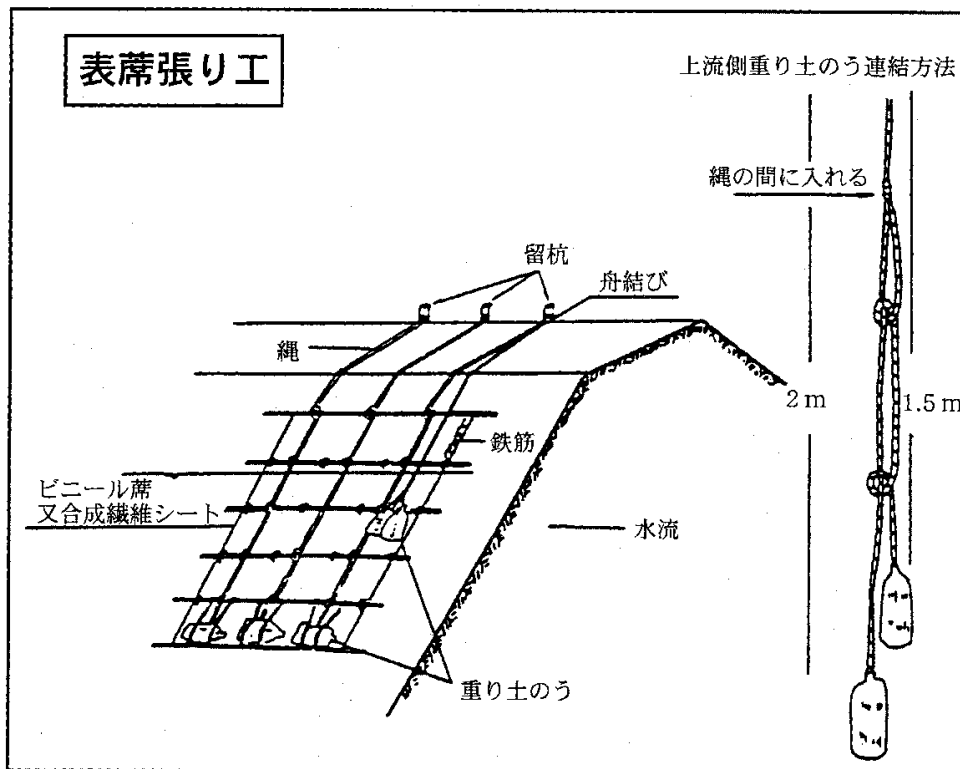 表蓆張り工
上流側重り土のう連結方法
縄の間に入れる
留杭
舟結び
縄
2m
1.5m
鉄筋
ビニール蓆
又合成繊維シート
水流
重り土のう